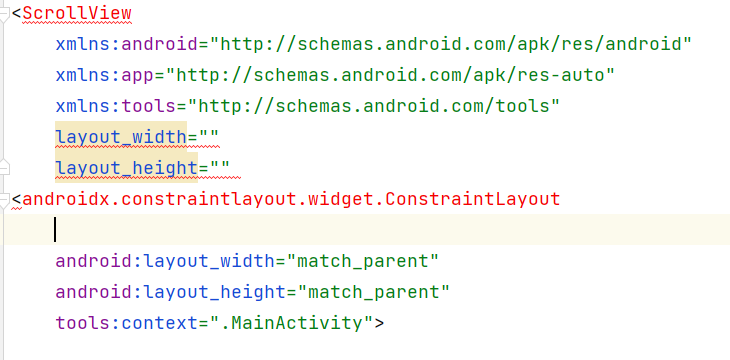 <ScrollView
xmlns:android="http://schemas.android.com/apk/res/android"
xmlns:app="http://schemas.android.com/apk/res-auto"
xmlns:tools="http://schemas.android.com/tools"
layout_width=""
layout_height=""
<androidx.constraintlayout.widget.ConstraintLayout
android:layout_width="match_parent"
android:layout_height="match_parent"
tools:context=".MainActivity">